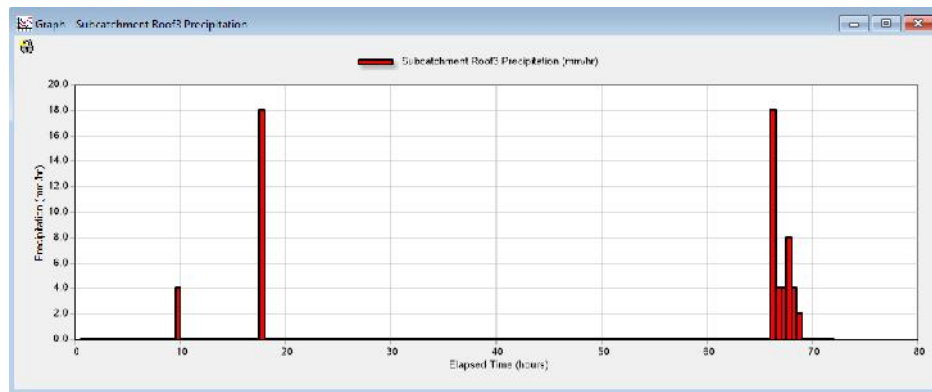 Graph - Subcatchment Roof3 Precipitation
Subcatchment Roof3 Precipitation (mm/hr)
20.0
18.0
16.0
14.0
12.0
10.0
8.0
6.0
4.0
2.0
0.0
Precipitation (mm/hr)
0 10 20 30 40 50 60 70 80
Elapsed Time (hours)